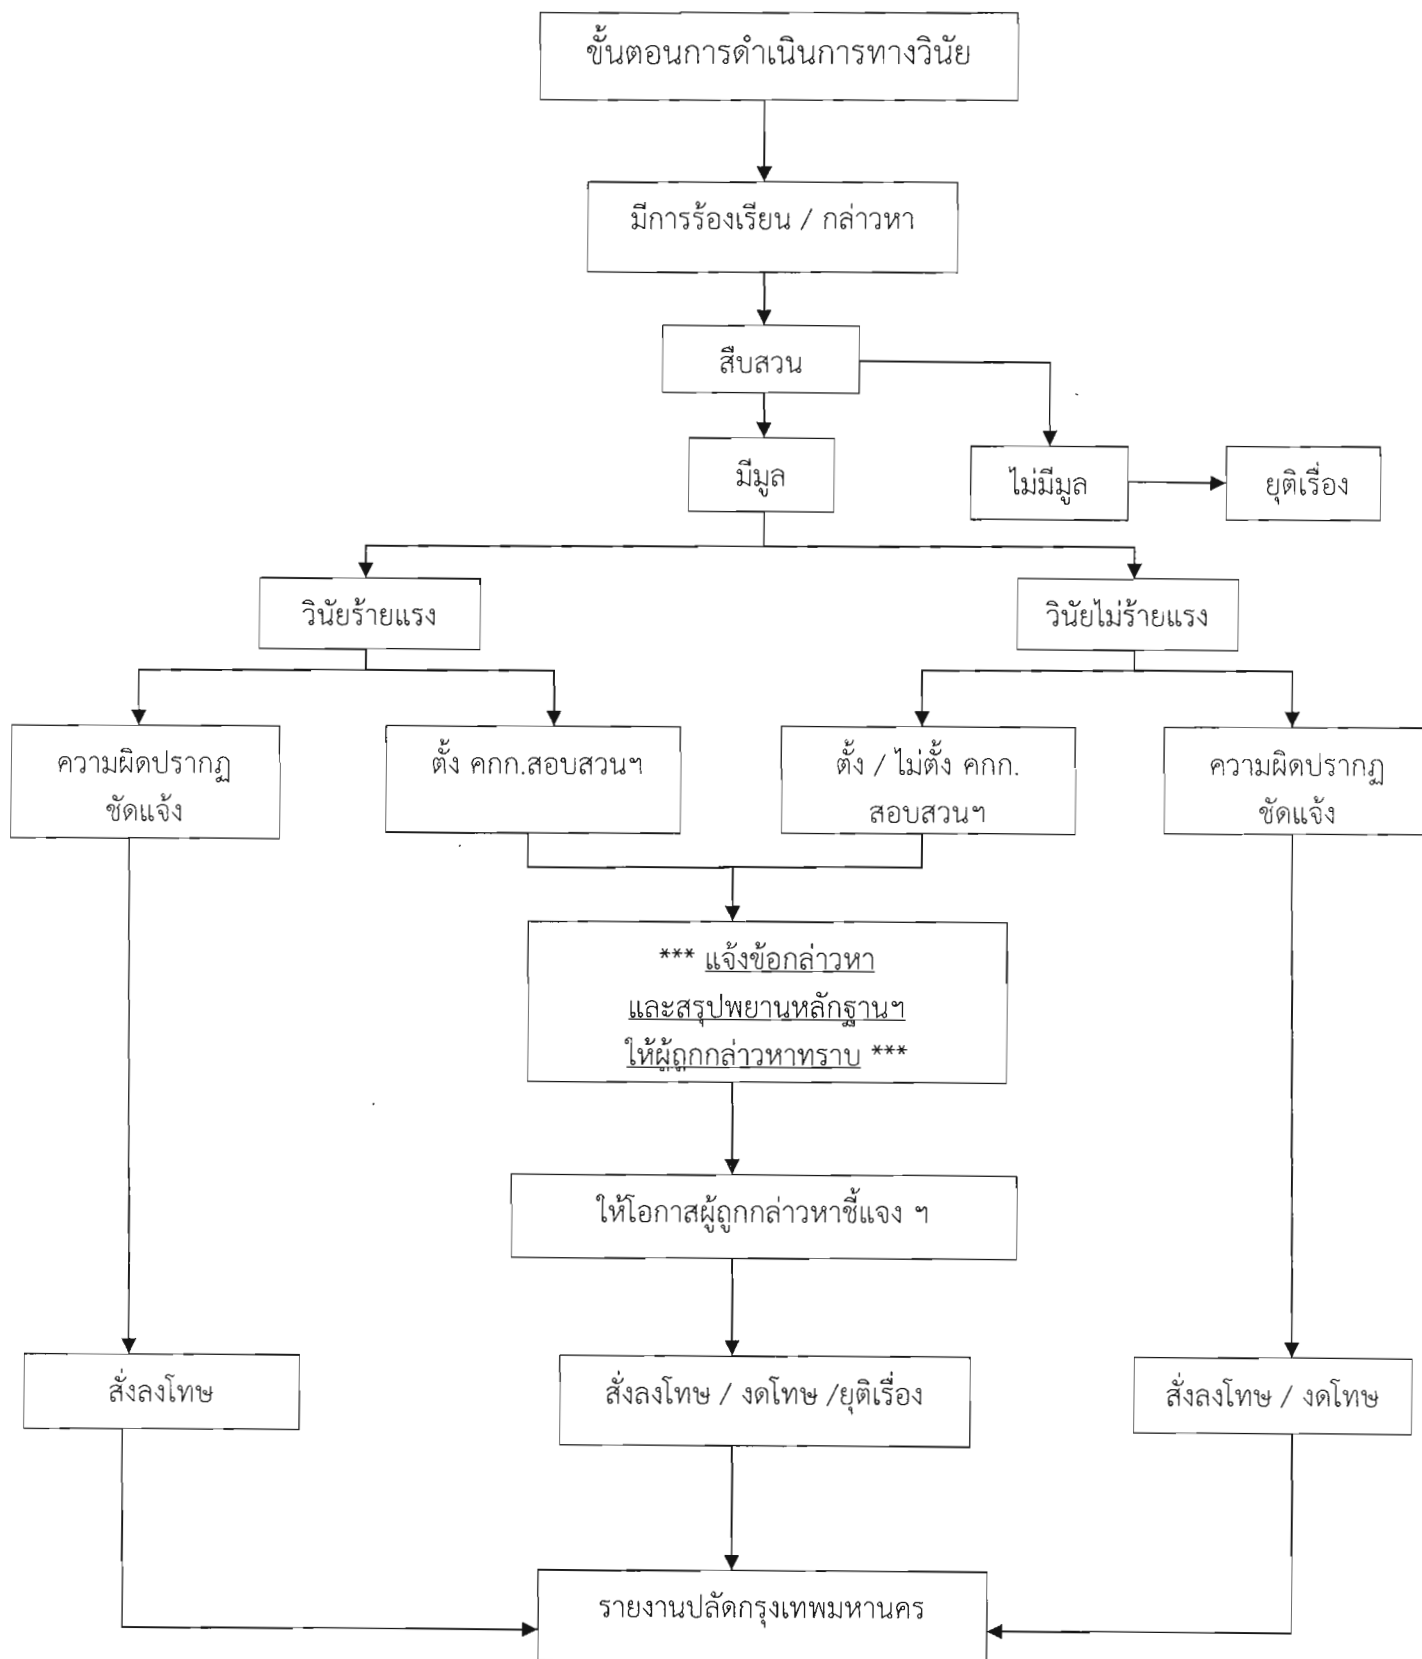 ขั้นตอนการดำเนินการทางวินัย
มีการร้องเรียน / กล่าวหา
สืบสวน
มีมูล
ไม่มีมูล
ยุติเรื่อง
วินัยร้ายแรง
วินัยไม่ร้ายแรง
ความผิดปรากฏ
ชัดแจ้ง
ตั้ง คกก.สอบสวนฯ
ตั้ง / ไม่ตั้ง คกก.
สอบสวนฯ
ความผิดปรากฏ
ชัดแจ้ง
*** แจ้งข้อกล่าวหา
และสรุปพยานหลักฐานฯ
ให้ผู้ถูกกล่าวหาทราบ ***
ให้โอกาสผู้ถูกกล่าวหาชี้แจง ฯ
สั่งลงโทษ
สั่งลงโทษ / งดโทษ /ยุติเรื่อง
สั่งลงโทษ / งดโทษ
รายงานปลัดกรุงเทพมหานคร